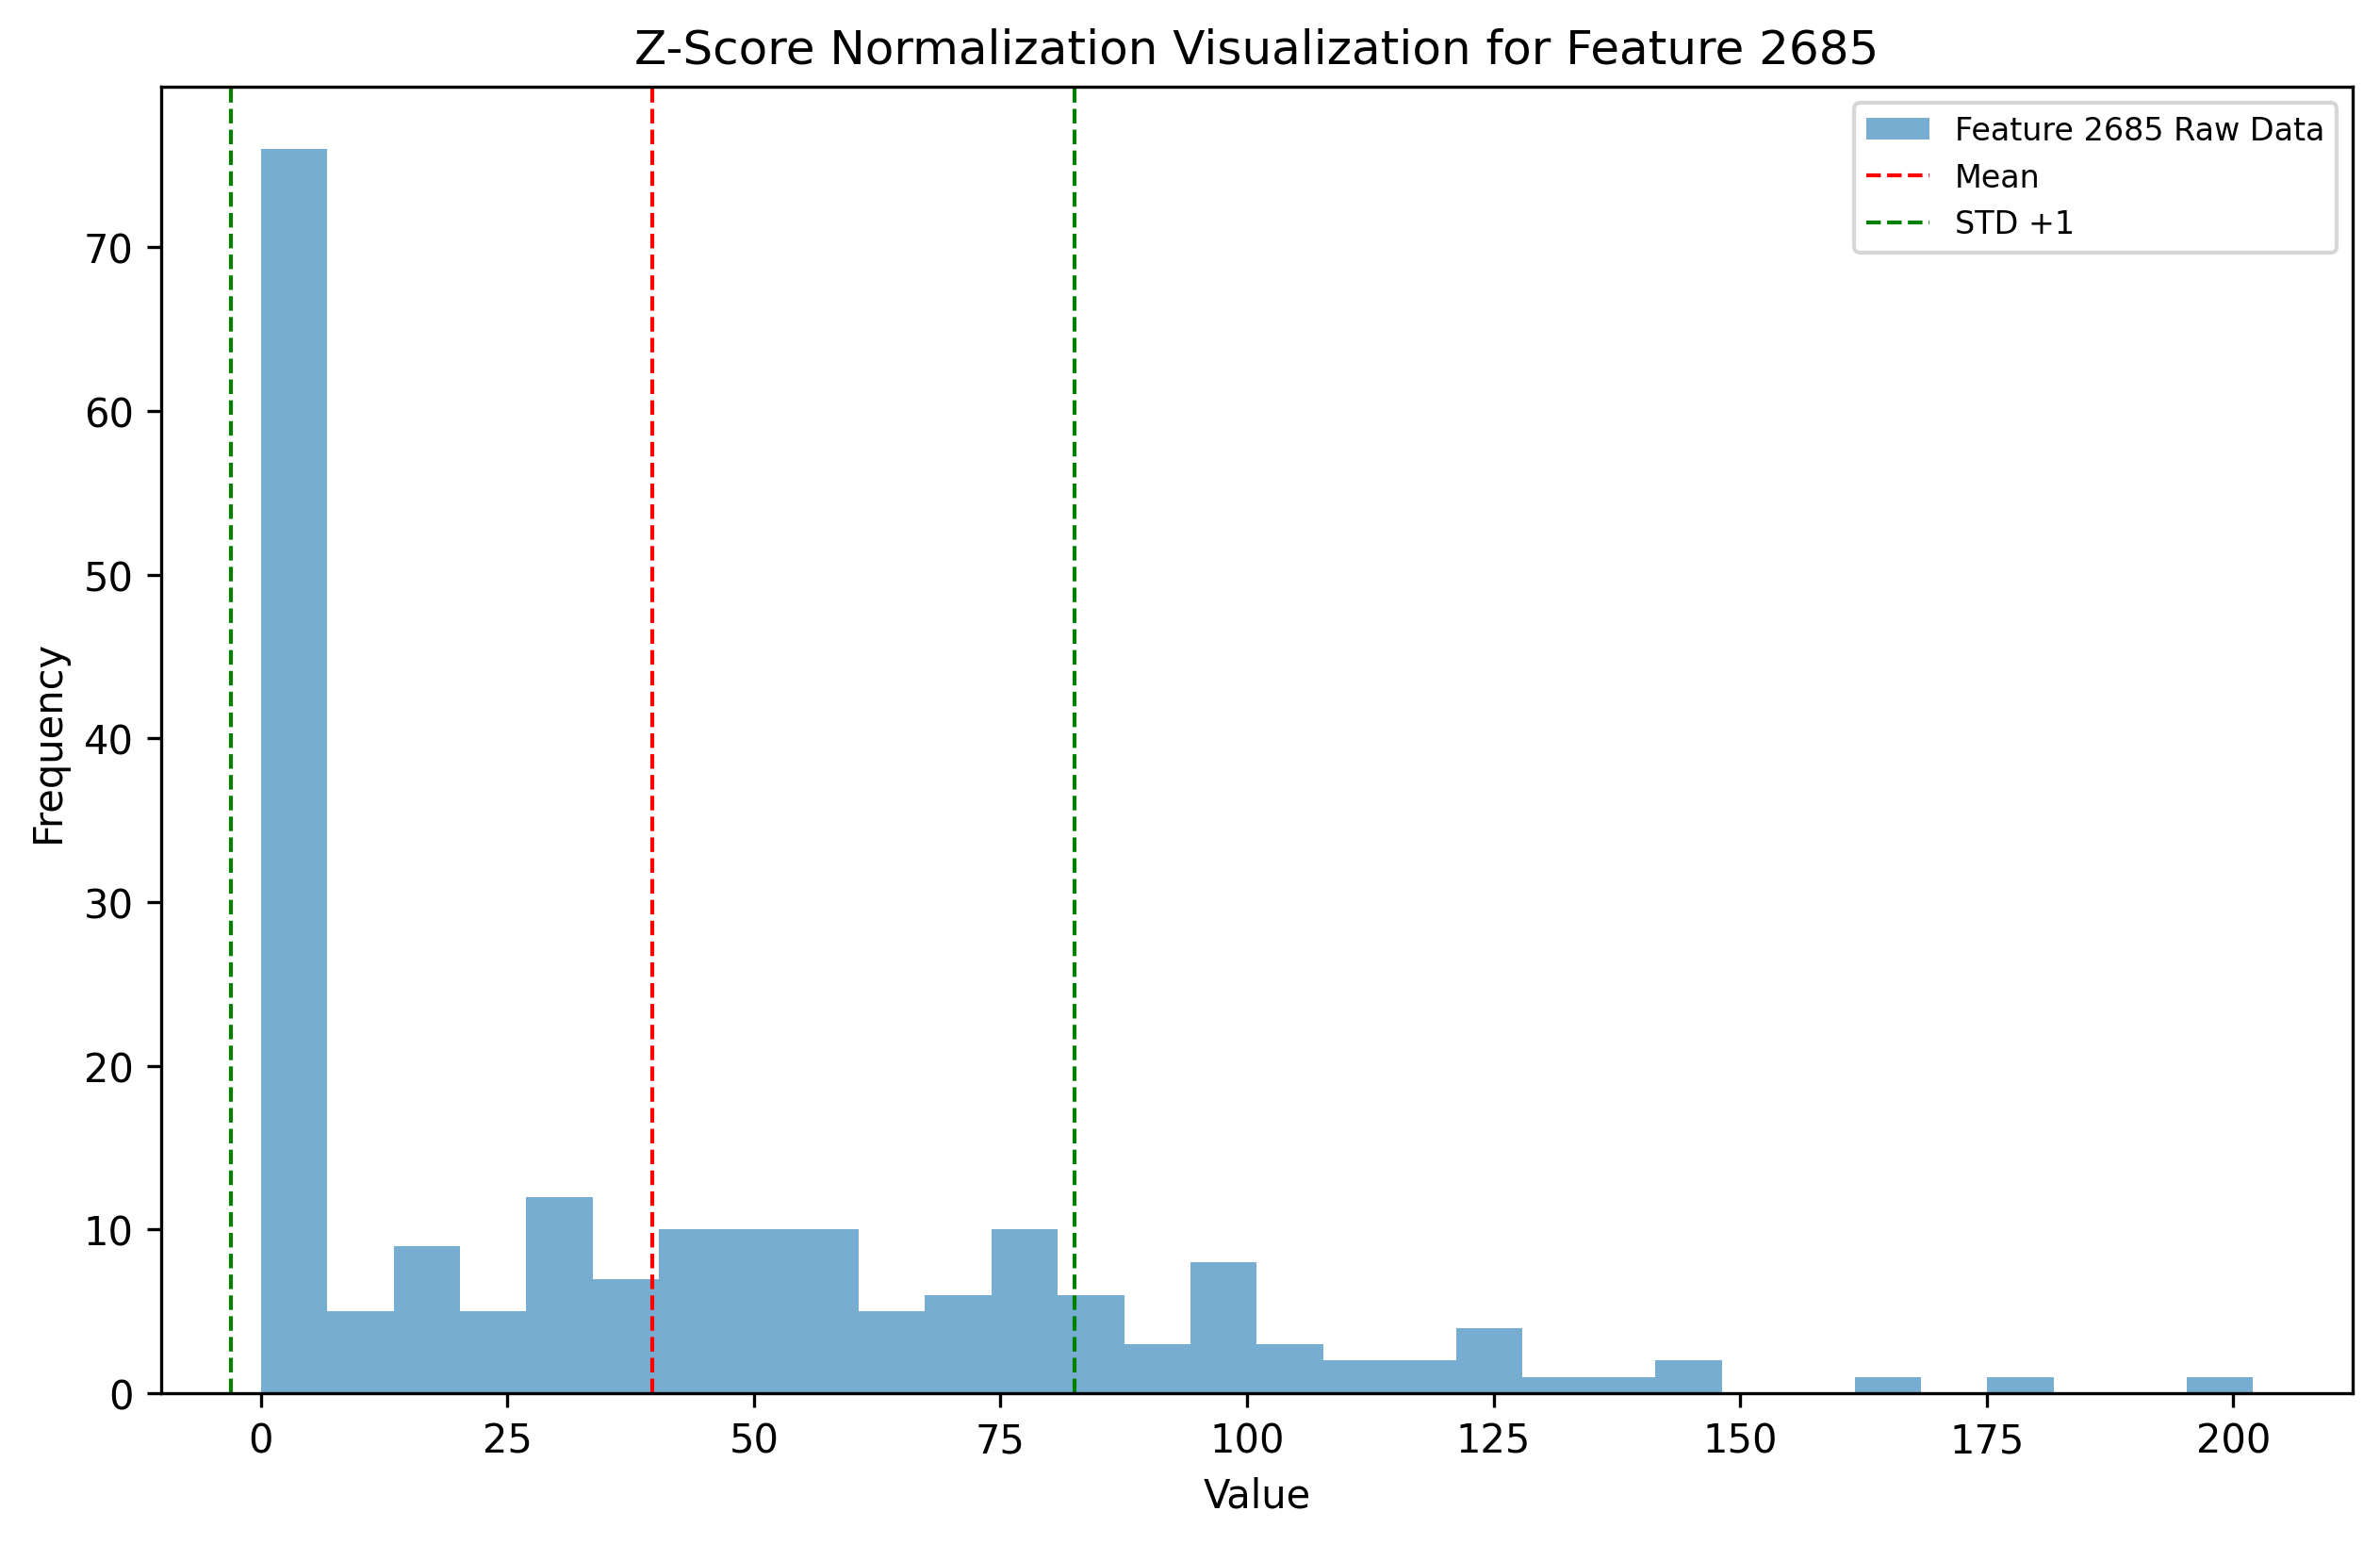 Z-Score Normalization Visualization for Feature 2685
Feature 2685 Raw Data
Mean
STD +1
70
60
50
40
30
20
10
0
Frequency
0 25 50 75 100 125 150 175 200
Value